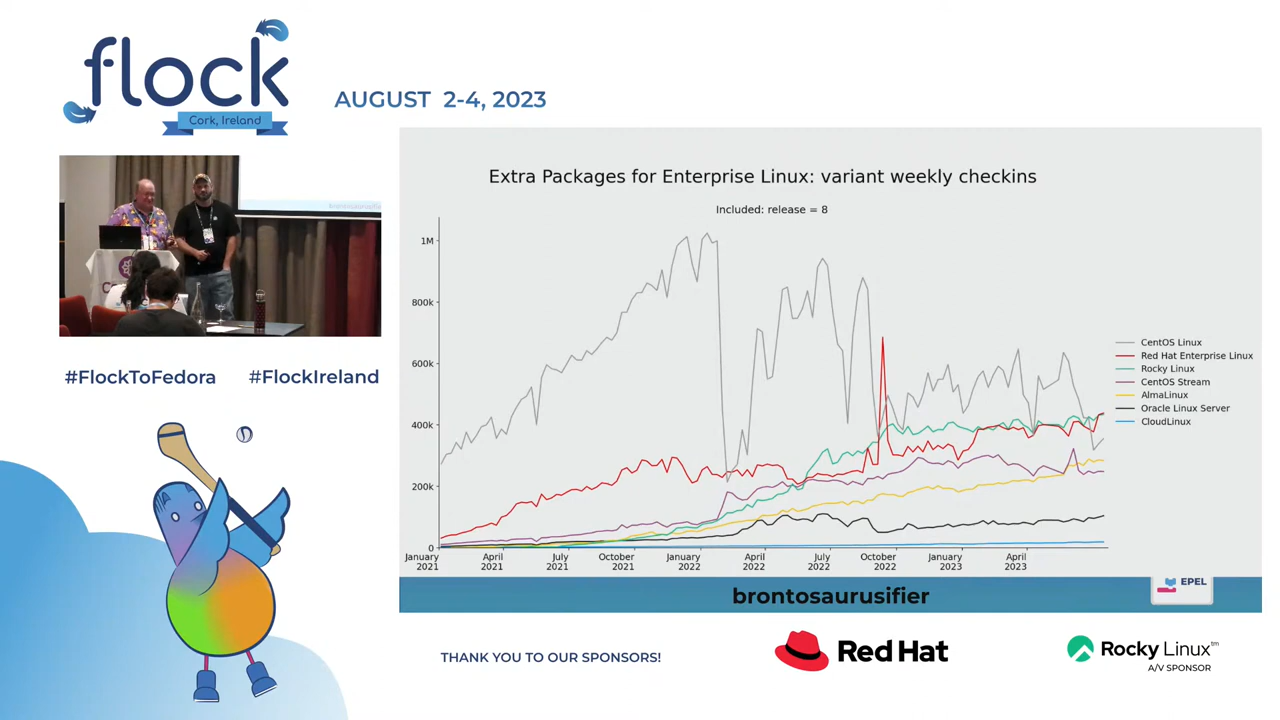 flock
Cork, Ireland
AUGUST 2-4, 2023
Extra Packages for Enterprise Linux: variant weekly checkins
Included: release = 8
1M
800k
600k
400k
200k
0
January 2021
April 2021
July 2021
October 2021
January 2022
April 2022
July 2022
October 2022
January 2023
April 2023
CentOS Linux
Red Hat Enterprise Linux
Rocky Linux
CentOS Stream
AlmaLinux
Oracle Linux Server
CloudLinux
brontosaurusifier
EPEL
#FlockToFedora
#FlockIreland
THANK YOU TO OUR SPONSORS!
Red Hat
Rocky Linux™
A/V SPONSOR